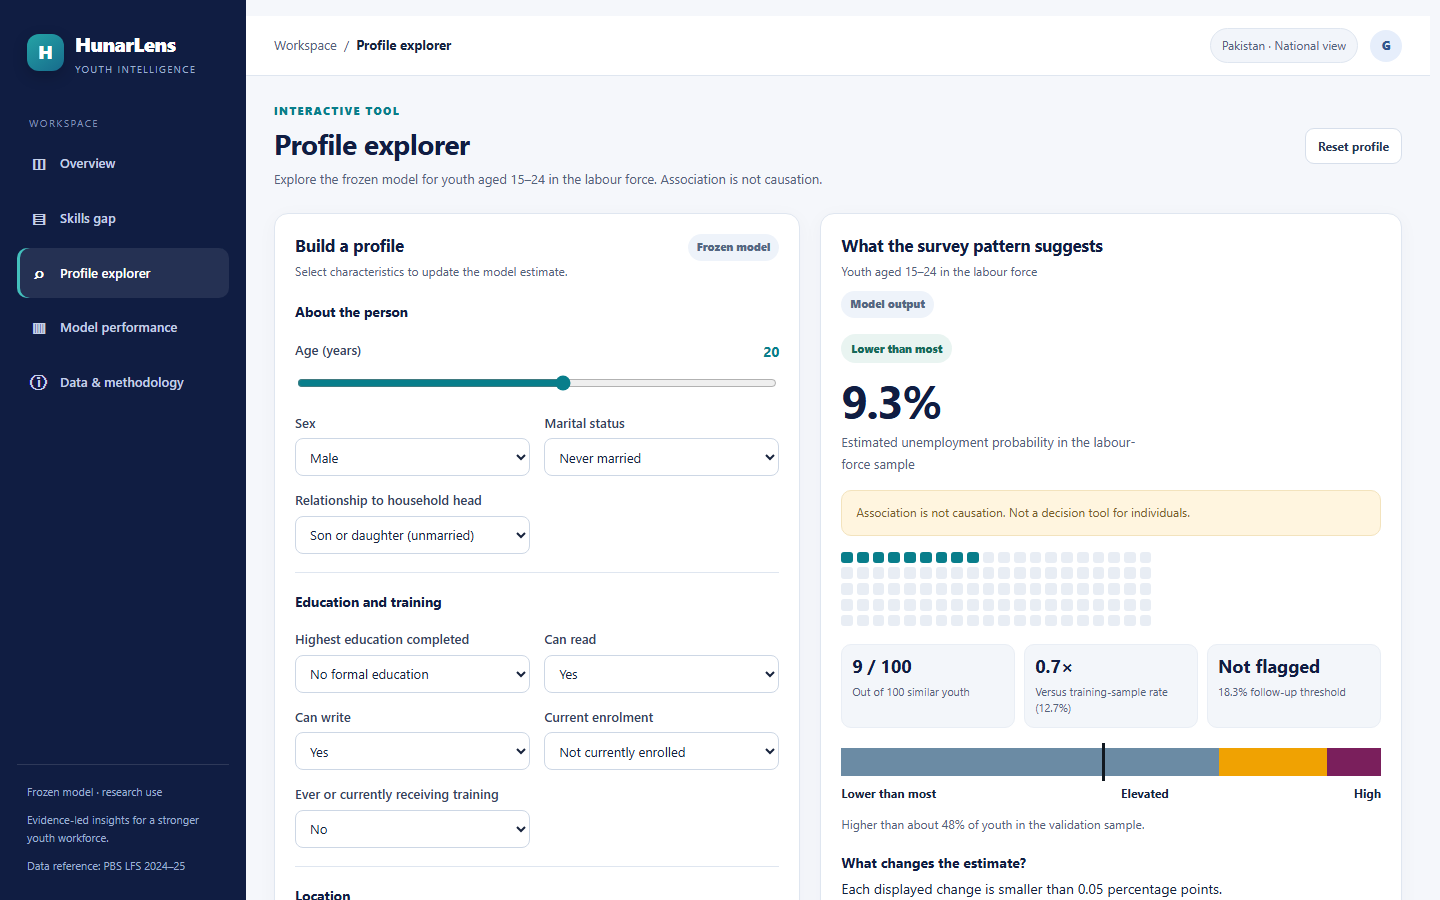 H
HunarLens
YOUTH INTELLIGENCE
WORKSPACE
Overview
Skills gap
Profile explorer
Model performance
Data & methodology
Frozen model · research use
Evidence-led insights for a stronger
youth workforce.
Data reference: PBS LFS 2024–25
Workspace / Profile explorer
Pakistan · National view
G
INTERACTIVE TOOL
Profile explorer
Reset profile
Explore the frozen model for youth aged 15–24 in the labour force. Association is not causation.
Build a profile
Frozen model
Select characteristics to update the model estimate.
About the person
Age (years)
20
Sex
Marital status
Male
Never married
Relationship to household head
Son or daughter (unmarried)
Education and training
Highest education completed
Can read
No formal education
Yes
Can write
Current enrolment
Yes
Not currently enrolled
Ever or currently receiving training
No
Location
What the survey pattern suggests
Youth aged 15–24 in the labour force
Model output
Lower than most
9.3%
Estimated unemployment probability in the labour-
force sample
Association is not causation. Not a decision tool for individuals.
9 / 100
Out of 100 similar youth
0.7×
Versus training-sample rate
(12.7%)
Not flagged
18.3% follow-up threshold
Lower than most
Elevated
High
Higher than about 48% of youth in the validation sample.
What changes the estimate?
Each displayed change is smaller than 0.05 percentage points.